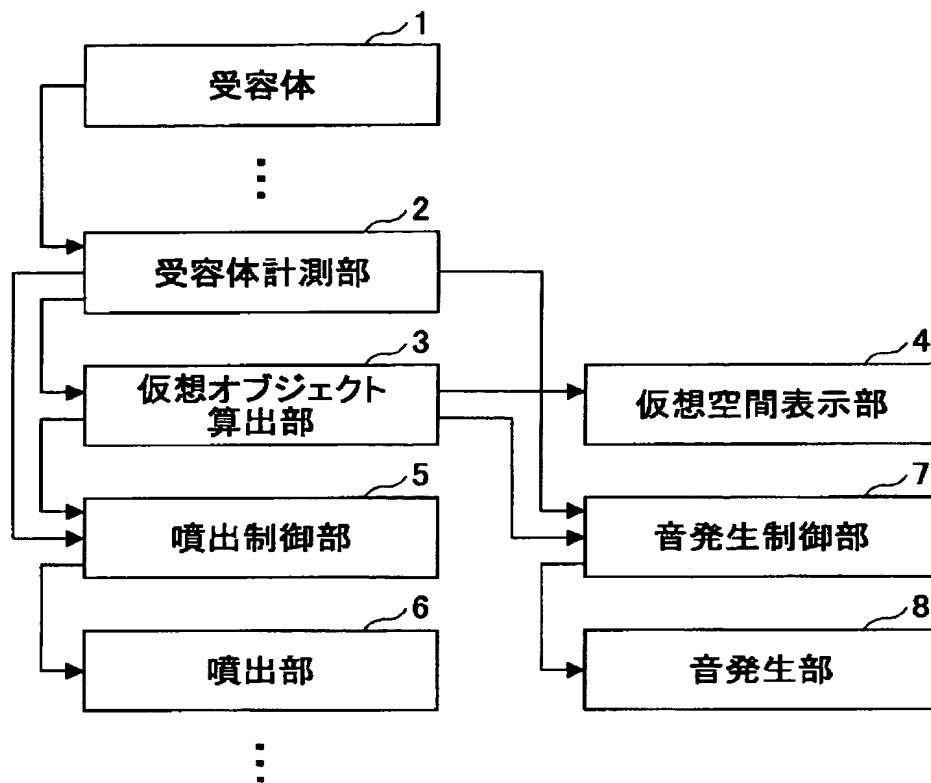 1
受容体
2
受容体計測部
3
仮想オブジェクト
算出部
4
仮想空間表示部
5
噴出制御部
7
音発生制御部
6
噴出部
8
音発生部